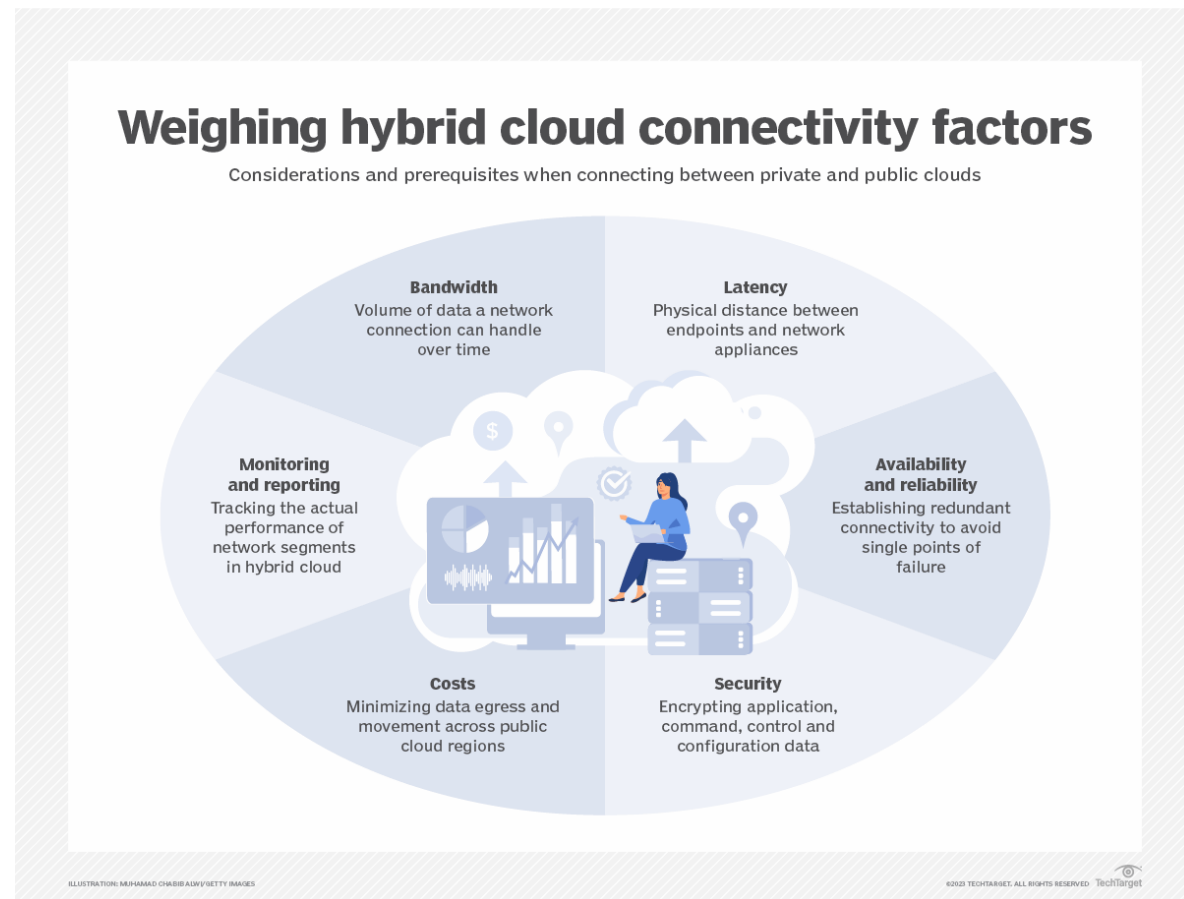 Weighing hybrid cloud connectivity factors
Considerations and prerequisites when connecting between private and public clouds
Bandwidth
Volume of data a network
connection can handle
over time
Latency
Physical distance between
endpoints and network
appliances
Monitoring
and reporting
Tracking the actual
performance of
network segments
in hybrid cloud
$
Availability
and reliability
Establishing redundant
connectivity to avoid
single points of
failure
Costs
Minimizing data egress and
movement across public
cloud regions
Security
Encrypting application,
command, control and
configuration data
ILLUSTRATION: MUHAMAD CHABIB ALWI/GETTY IMAGES
©2023 TECHTARGET. ALL RIGHTS RESERVED
TechTarget